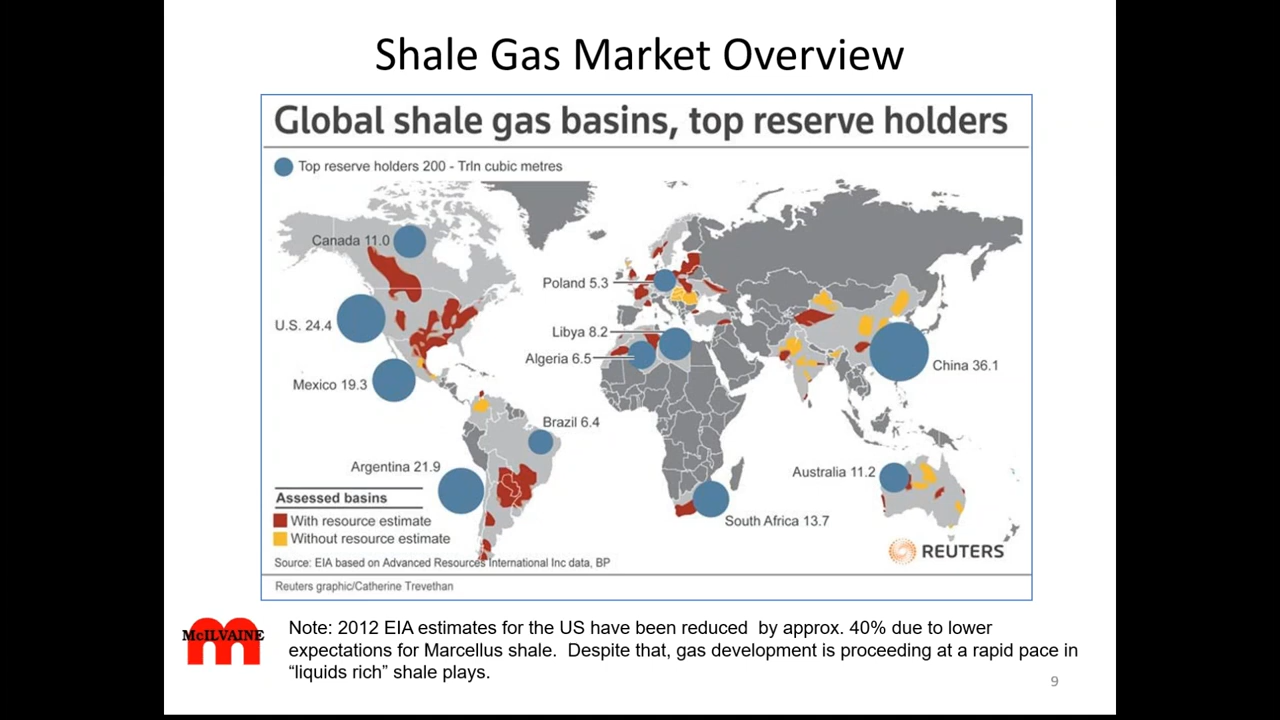 Shale Gas Market Overview
Global shale gas basins, top reserve holders
Top reserve holders 200 - Trln cubic metres
Canada 11.0
U.S. 24.4
Mexico 19.3
Argentina 21.9
Brazil 6.4
Poland 5.3
Libya 8.2
Algeria 6.5
South Africa 13.7
China 36.1
Australia 11.2
Assessed basins
With resource estimate
Without resource estimate
REUTERS
Source: EIA based on Advanced Resources International Inc data, BP
Reuters graphic/Catherine Trevethan
McILVAINE
Note: 2012 EIA estimates for the US have been reduced  by approx. 40% due to lower
expectations for Marcellus shale.  Despite that, gas development is proceeding at a rapid pace in
“liquids rich” shale plays.
9